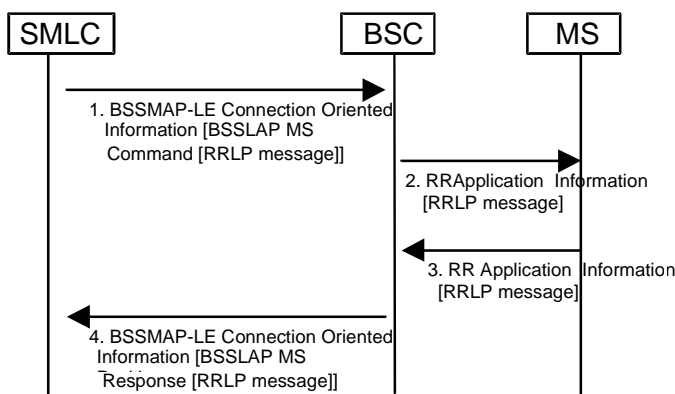 SMLC
BSC
MS
1. BSSMAP-LE Connection Oriented
Information [BSSLAP MS
Command [RRLP message]]
2. RRApplication Information
[RRLP message]
3. RR Application Information
[RRLP message]
4. BSSMAP-LE Connection Oriented
Information [BSSLAP MS
Response [RRLP message]]